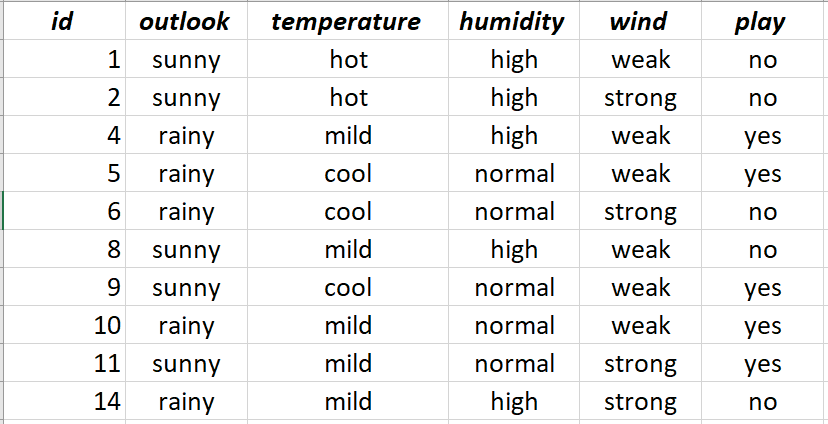 id outlook temperature humidity wind play
1 sunny hot high weak no
2 sunny hot high strong no
4 rainy mild high weak yes
5 rainy cool normal weak yes
6 rainy cool normal strong no
8 sunny mild high weak no
9 sunny cool normal weak yes
10 rainy mild normal weak yes
11 sunny mild normal strong yes
14 rainy mild high strong no